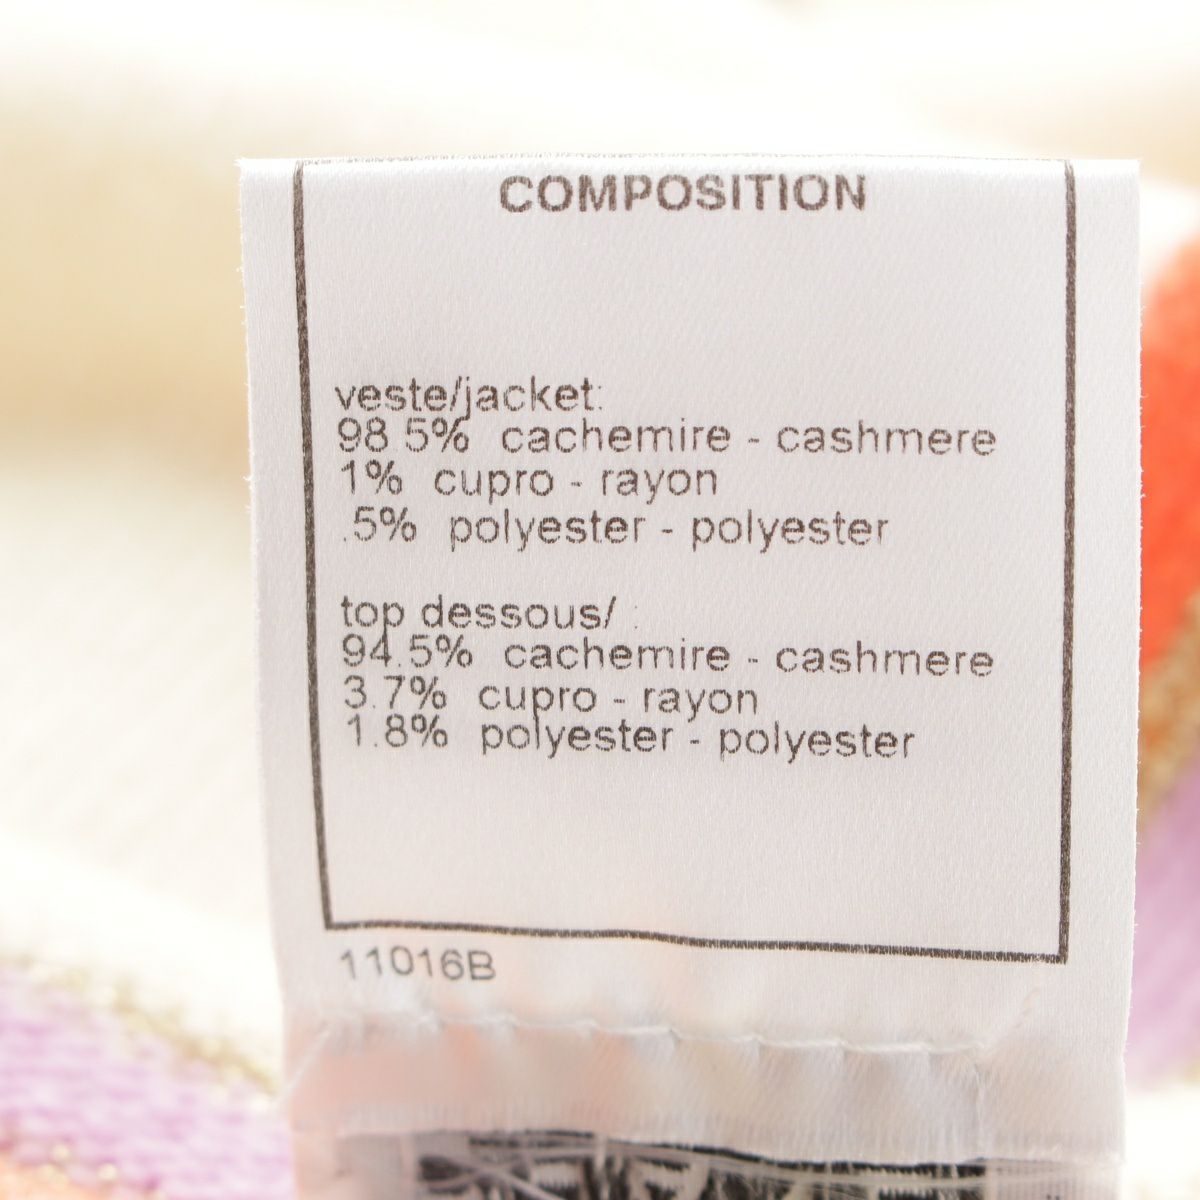 COMPOSITION
veste/jacket:
98.5% cachemire - cashmere
1% cupro - rayon
.5% polyester - polyester
top dessous/ :
94.5% cachemire - cashmere
3.7% cupro - rayon
1.8% polyester - polyester
11016B